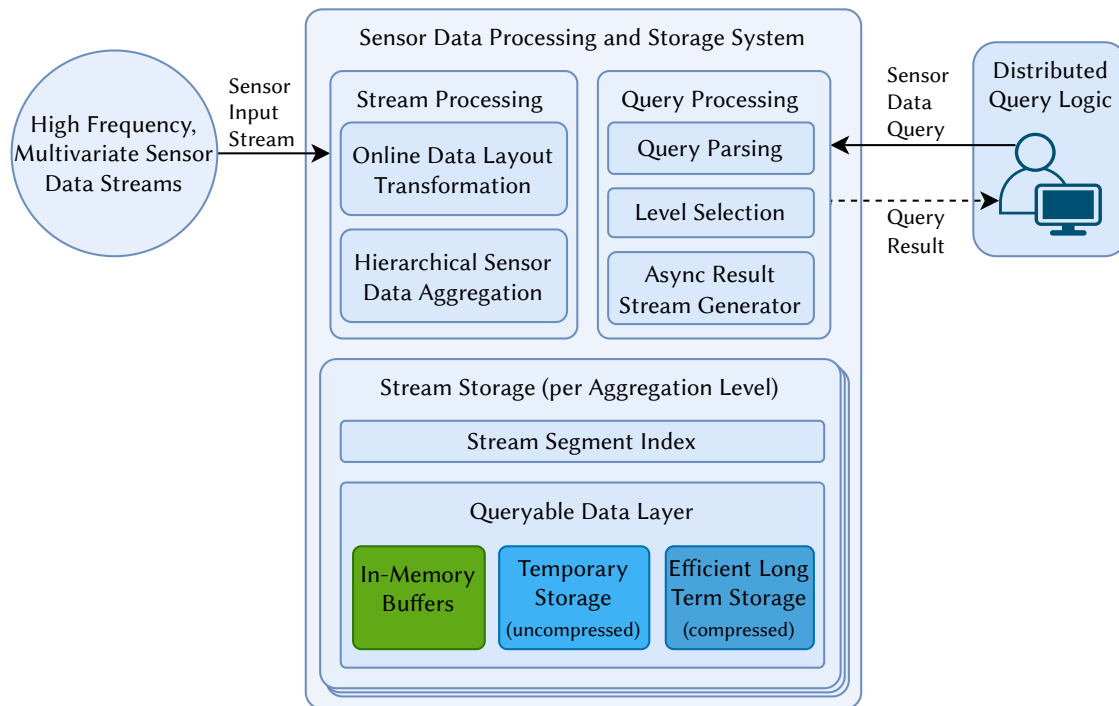 Sensor Data Processing and Storage System
High Frequency,
Multivariate Sensor
Data Streams
Sensor
Input
Stream
Stream Processing
Online Data Layout
Transformation
Hierarchical Sensor
Data Aggregation
Query Processing
Query Parsing
Level Selection
Async Result
Stream Generator
Sensor
Data
Query
Query
Result
Distributed
Query Logic
Stream Storage (per Aggregation Level)
Stream Segment Index
Queryable Data Layer
In-Memory
Buffers
Temporary
Storage
(uncompressed)
Efficient Long
Term Storage
(compressed)